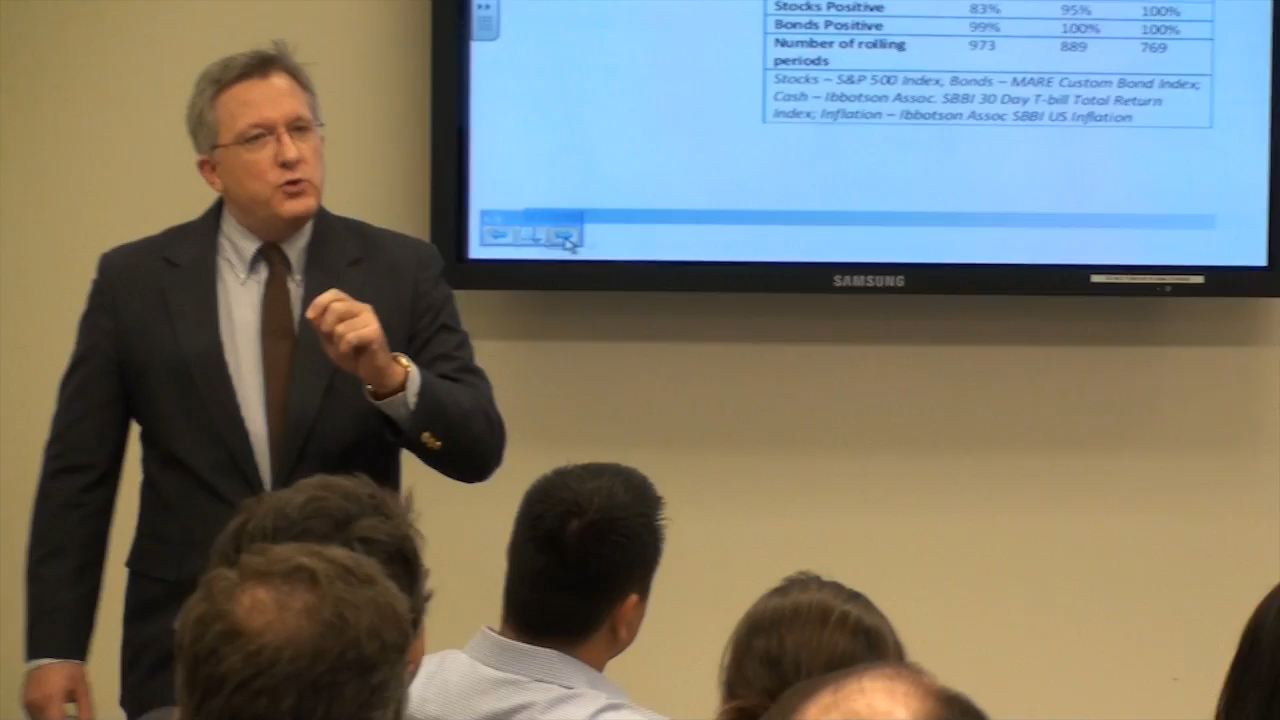 Stocks Positive 83% 95% 100%
Bonds Positive 99% 100% 100%
Number of rolling 973 889 769
periods
Stocks – S&P 500 Index, Bonds – MARE Custom Bond Index;
Cash – Ibbotson Assoc. SBBI 30 Day T-bill Total Return
Index; Inflation – Ibbotson Assoc SBBI US Inflation
SAMSUNG